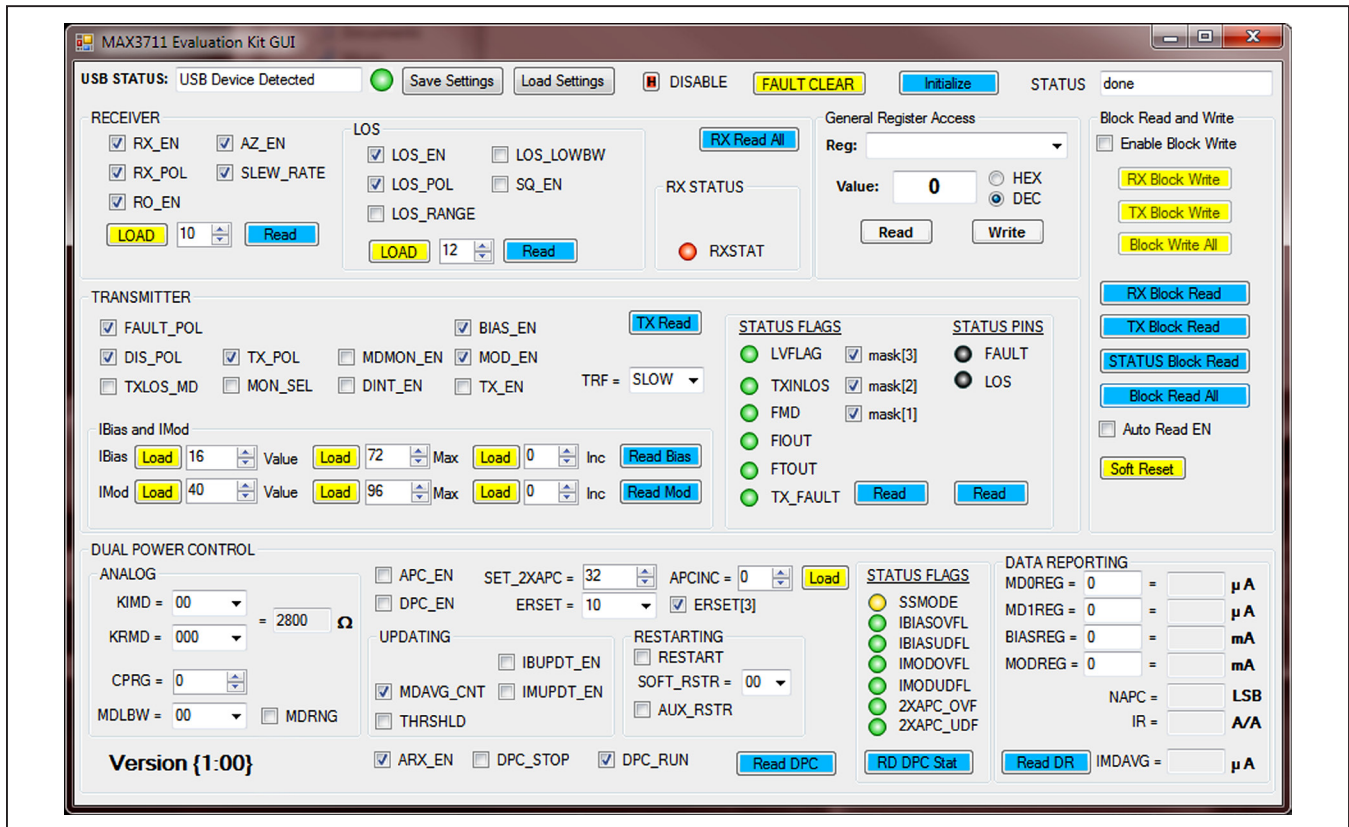 MAX3711 Evaluation Kit GUI
USB STATUS: USB Device Detected Save Settings Load Settings DISABLE FAULT CLEAR Initialize STATUS done
RECEIVER
RX_EN AZ_EN
RX_POL SLEW_RATE
RO_EN
LOAD 10 Read
LOS
LOS_EN LOS_LOWBW
LOS_POL SQ_EN
LOS_RANGE
LOAD 12 Read
RX Read All
RX STATUS
RXSTAT
General Register Access
Reg:
Value: 0 HEX
DEC
Read Write
Block Read and Write
Enable Block Write
RX Block Write
TX Block Write
Block Write All
RX Block Read
TX Block Read
STATUS Block Read
Block Read All
Auto Read EN
Soft Reset
TRANSMITTER
FAULT_POL BIAS_EN TX Read
DIS_POL TX_POL MDMON_EN MOD_EN
TXLOS_MD MON_SEL DINT_EN TX_EN TRF = SLOW
IBias and IMod
IBias Load 16 Value Load 72 Max Load 0 Inc Read Bias
IMod Load 40 Value Load 96 Max Load 0 Inc Read Mod
STATUS FLAGS STATUS PINS
LVFLAG mask[3] FAULT
TXINLOS mask[2] LOS
FMD mask[1]
FIOUT
FTOUT
TX_FAULT Read Read
DUAL POWER CONTROL
ANALOG
KIMD = 00
= 2800 Ω
KRMD = 000
CPRG = 0
MDLBW = 00 MDRNG
Version {1:00}
APC_EN SET_2XAPC = 32 APCINC = 0 Load
DPC_EN ERSET = 10 ERSET[3]
UPDATING
IBUPDT_EN
MDAVG_CNT IMUPDT_EN
THRSHLD
RESTARTING
RESTART
SOFT_RSTR = 00
AUX_RSTR
ARX_EN DPC_STOP DPC_RUN Read DPC
STATUS FLAGS
SSMODE
IBIASOVFL
IBIASUDFL
IMODOVFL
IMODUDFL
2XAPC_OVF
2XAPC_UDF
RD DPC Stat
DATA REPORTING
MD0REG = 0 = µA
MD1REG = 0 = µA
BIASREG = 0 = mA
MODREG = 0 = mA
NAPC = LSB
IR = A/A
Read DR IMDAVG = µA